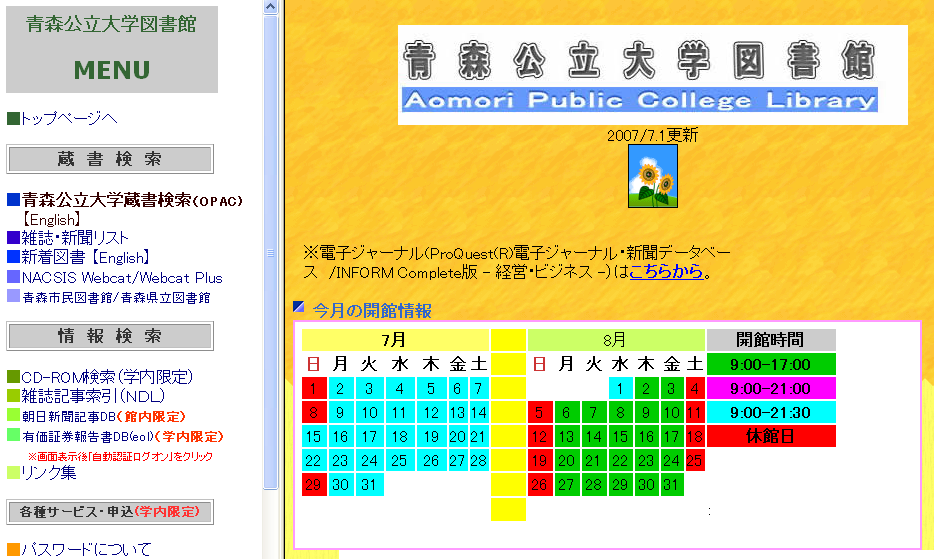 青森公立大学図書館
MENU
■トップページへ
蔵 書 検 索
■青森公立大学蔵書検索(OPAC)
【English】
■雑誌・新聞リスト
■新着図書【English】
■NACSIS Webcat/Webcat Plus
■青森市民図書館/青森県立図書館
情 報 検 索
■CD-ROM検索(学内限定)
■雑誌記事索引(NDL)
■朝日新聞記事DB(館内限定)
■有価証券報告書DB(eol)(学内限定)
※画面表示後「自動認証ログオン」をクリック
■リンク集
各種サービス・申込(学内限定)
■パスワードについて
青森公立大学図書館
Aomori Public College Library
2007/7.1更新
※電子ジャーナル(ProQuest(R)電子ジャーナル・新聞データベー
ス /INFORM Complete版 - 経営・ビジネス -)はこちらから。
今月の開館情報
7月
日 月 火 水 木 金 土
1 2 3 4 5 6 7
8 9 10 11 12 13 14
15 16 17 18 19 20 21
22 23 24 25 26 27 28
29 30 31
8月
日 月 火 水 木 金 土
1 2 3 4
5 6 7 8 9 10 11
12 13 14 15 16 17 18
19 20 21 22 23 24 25
26 27 28 29 30 31
開館時間
9:00-17:00
9:00-21:00
9:00-21:30
休館日
: